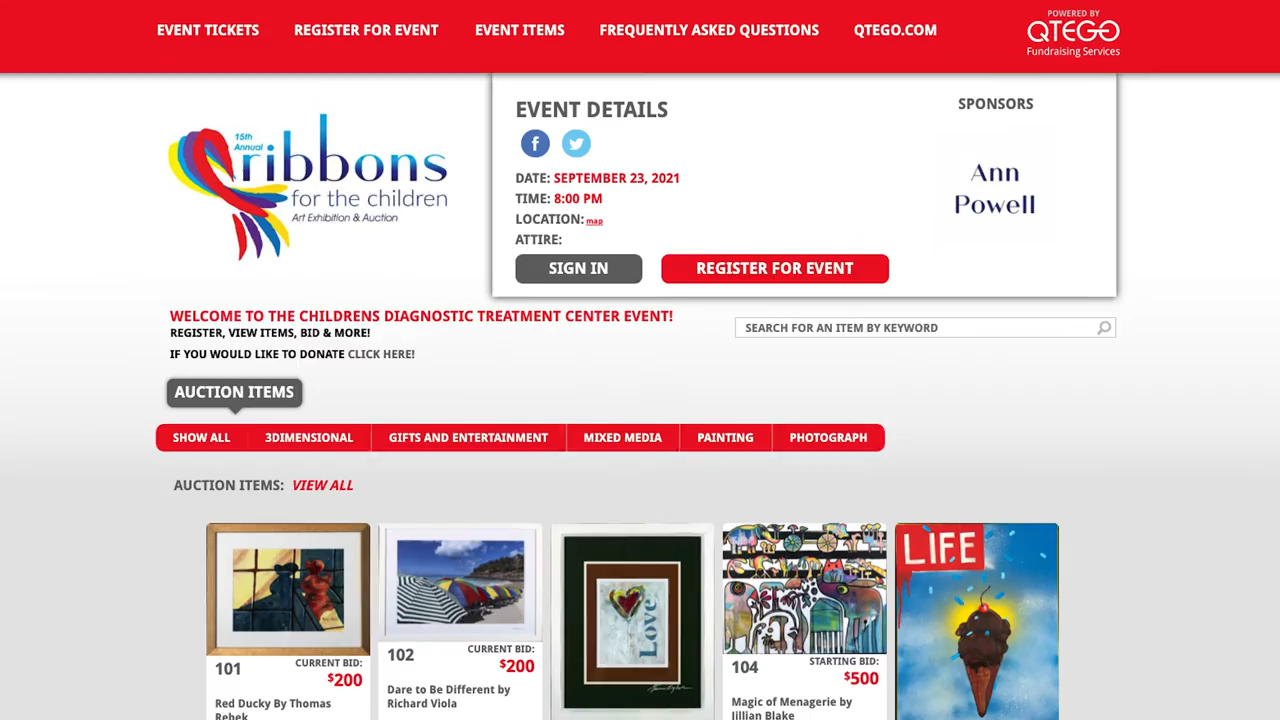 EVENT TICKETS REGISTER FOR EVENT EVENT ITEMS FREQUENTLY ASKED QUESTIONS QTEGO.COM
POWERED BY
QTEGO
Fundraising Services
15th
Annual
ribbons
for the children
Art Exhibition & Auction
EVENT DETAILS
f
DATE: SEPTEMBER 23, 2021
TIME: 8:00 PM
LOCATION: map
ATTIRE:
SIGN IN REGISTER FOR EVENT
SPONSORS
Ann
Powell
WELCOME TO THE CHILDRENS DIAGNOSTIC TREATMENT CENTER EVENT!
REGISTER, VIEW ITEMS, BID & MORE!
IF YOU WOULD LIKE TO DONATE CLICK HERE!
SEARCH FOR AN ITEM BY KEYWORD
AUCTION ITEMS
SHOW ALL 3DIMENSIONAL GIFTS AND ENTERTAINMENT MIXED MEDIA PAINTING PHOTOGRAPH
AUCTION ITEMS: VIEW ALL
101
CURRENT BID:
$200
Red Ducky By Thomas
Rebek
102
CURRENT BID:
$200
Dare to Be Different by
Richard Viola
Love
104
STARTING BID:
$500
Magic of Menagerie by
Jillian Blake
LIFE